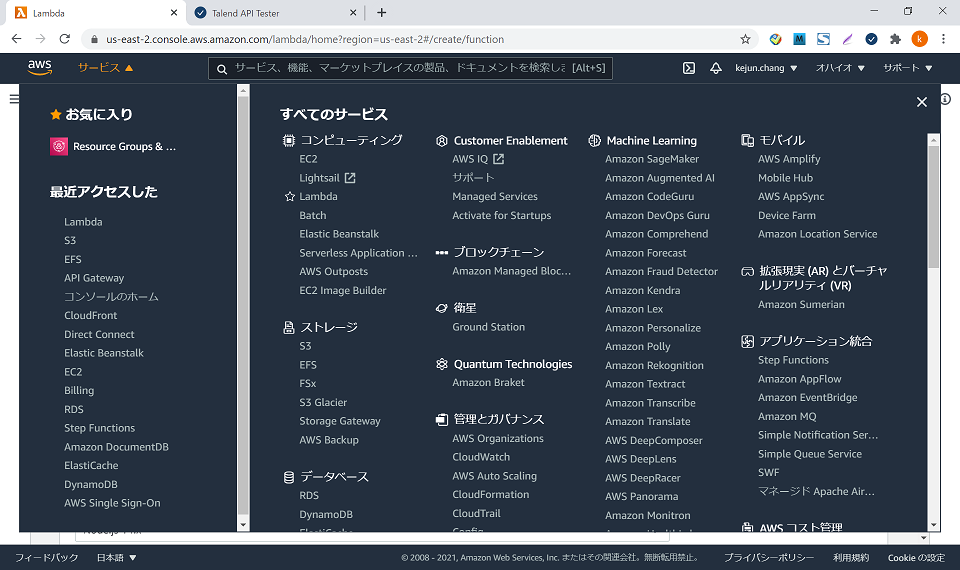 Lambda
Talend API Tester
us-east-2.console.aws.amazon.com/lambda/home?region=us-east-2#/create/function
aws
サービス
サービス、機能、マーケットプレイスの製品、ドキュメントを検索しま [Alt+S]
kejun.chang
オハイオ
サポート
お気に入り
Resource Groups & ...
最近アクセスした
Lambda
S3
EFS
API Gateway
コンソールのホーム
CloudFront
Direct Connect
Elastic Beanstalk
EC2
Billing
RDS
Step Functions
Amazon DocumentDB
ElastiCache
DynamoDB
AWS Single Sign-On
すべてのサービス
コンピューティング
EC2
Lightsail
Lambda
Batch
Elastic Beanstalk
Serverless Application ...
AWS Outposts
EC2 Image Builder
ストレージ
S3
EFS
FSx
S3 Glacier
Storage Gateway
AWS Backup
データベース
RDS
DynamoDB
ElastiCache
Customer Enablement
AWS IQ
サポート
Managed Services
Activate for Startups
ブロックチェーン
Amazon Managed Bloc...
衛星
Ground Station
Quantum Technologies
Amazon Braket
管理とガバナンス
AWS Organizations
CloudWatch
AWS Auto Scaling
CloudFormation
CloudTrail
Config
Machine Learning
Amazon SageMaker
Amazon Augmented AI
Amazon CodeGuru
Amazon DevOps Guru
Amazon Comprehend
Amazon Forecast
Amazon Fraud Detector
Amazon Kendra
Amazon Lex
Amazon Personalize
Amazon Polly
Amazon Rekognition
Amazon Textract
Amazon Transcribe
Amazon Translate
AWS DeepComposer
AWS DeepLens
AWS DeepRacer
AWS Panorama
Amazon Monitron
モバイル
AWS Amplify
Mobile Hub
AWS AppSync
Device Farm
Amazon Location Service
拡張現実 (AR) とバーチャ
ルリアリティ (VR)
Amazon Sumerian
アプリケーション統合
Step Functions
Amazon AppFlow
Amazon EventBridge
Amazon MQ
Simple Notification Ser...
Simple Queue Service
SWF
マネージド Apache Air...
AWS コスト管理
フィードバック
日本語
© 2008 - 2021, Amazon Web Services, Inc. またはその関連会社。無断転用禁止。
プライバシーポリシー
利用規約
Cookie の設定